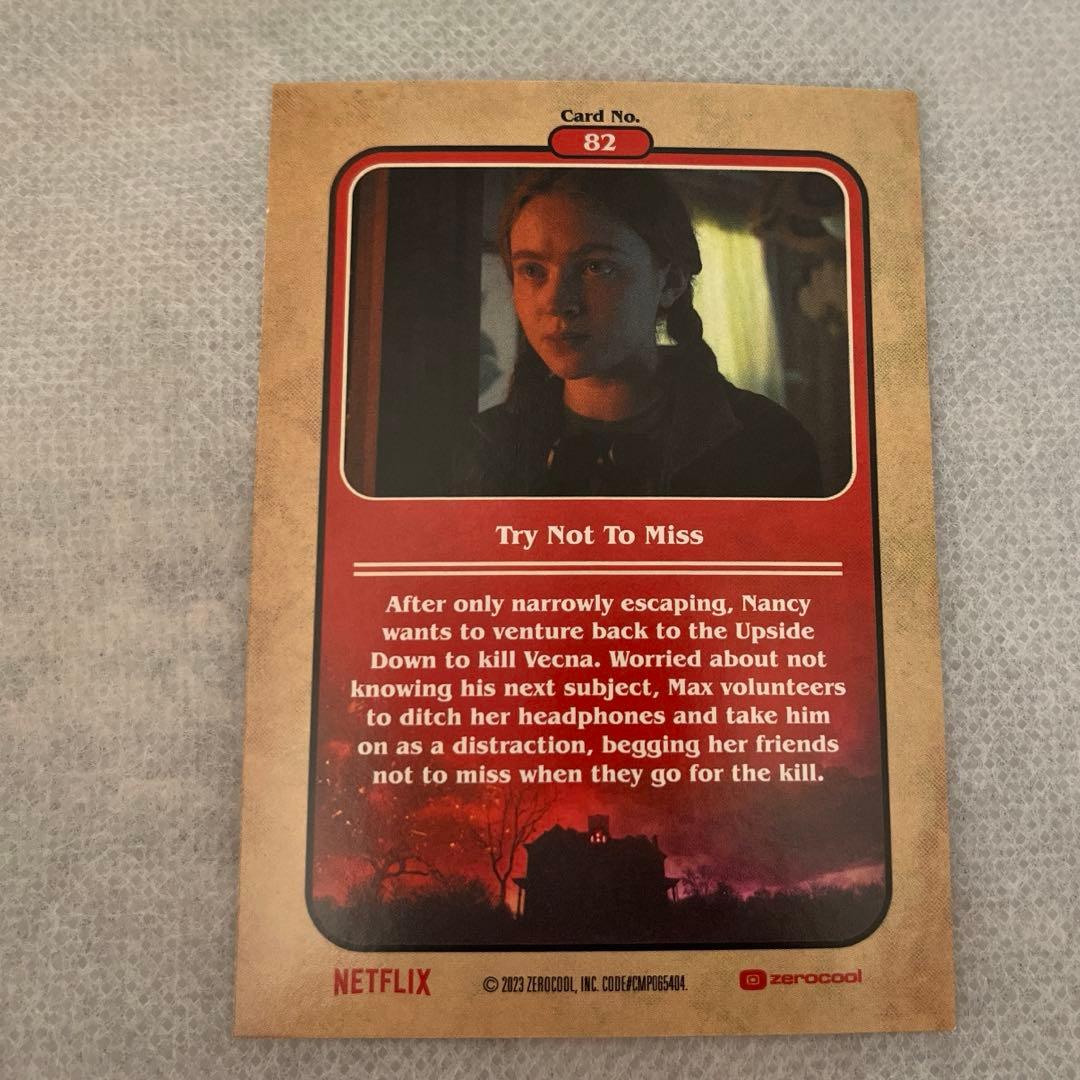 Card No.
82
Try Not To Miss
After only narrowly escaping, Nancy
wants to venture back to the Upside
Down to kill Vecna. Worried about not
knowing his next subject, Max volunteers
to ditch her headphones and take him
on as a distraction, begging her friends
not to miss when they go for the kill.
NETFLIX
© 2023 ZEROCOOL, INC. CODE#CMP065404.
zerocool